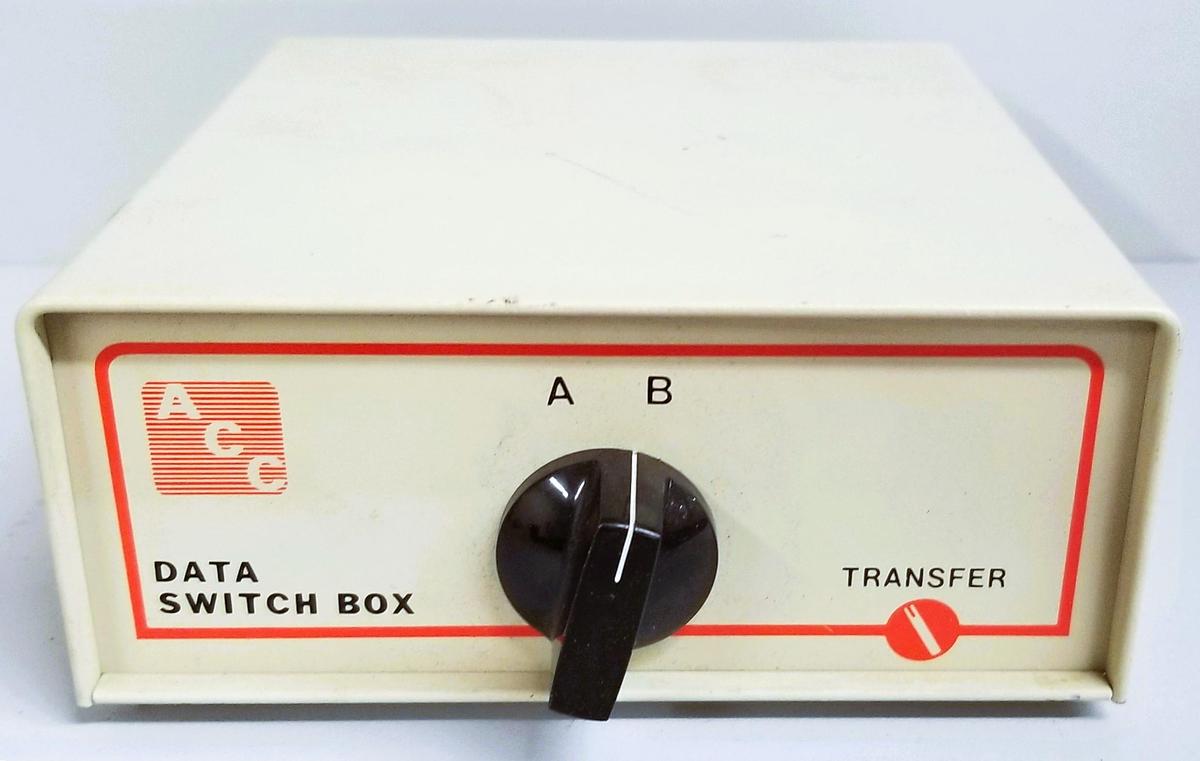 A B
ACC
DATA
SWITCH BOX
TRANSFER